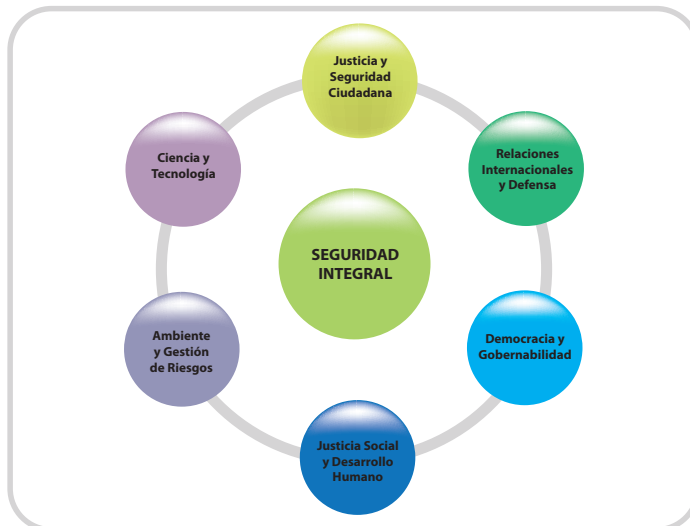 Justicia y
Seguridad
Ciudadana
Ciencia y
Tecnología
Relaciones
Internacionales
y Defensa
SEGURIDAD
INTEGRAL
Ambiente
y Gestión
de Riesgos
Democracia y
Gobernabilidad
Justicia Social
y Desarrollo
Humano